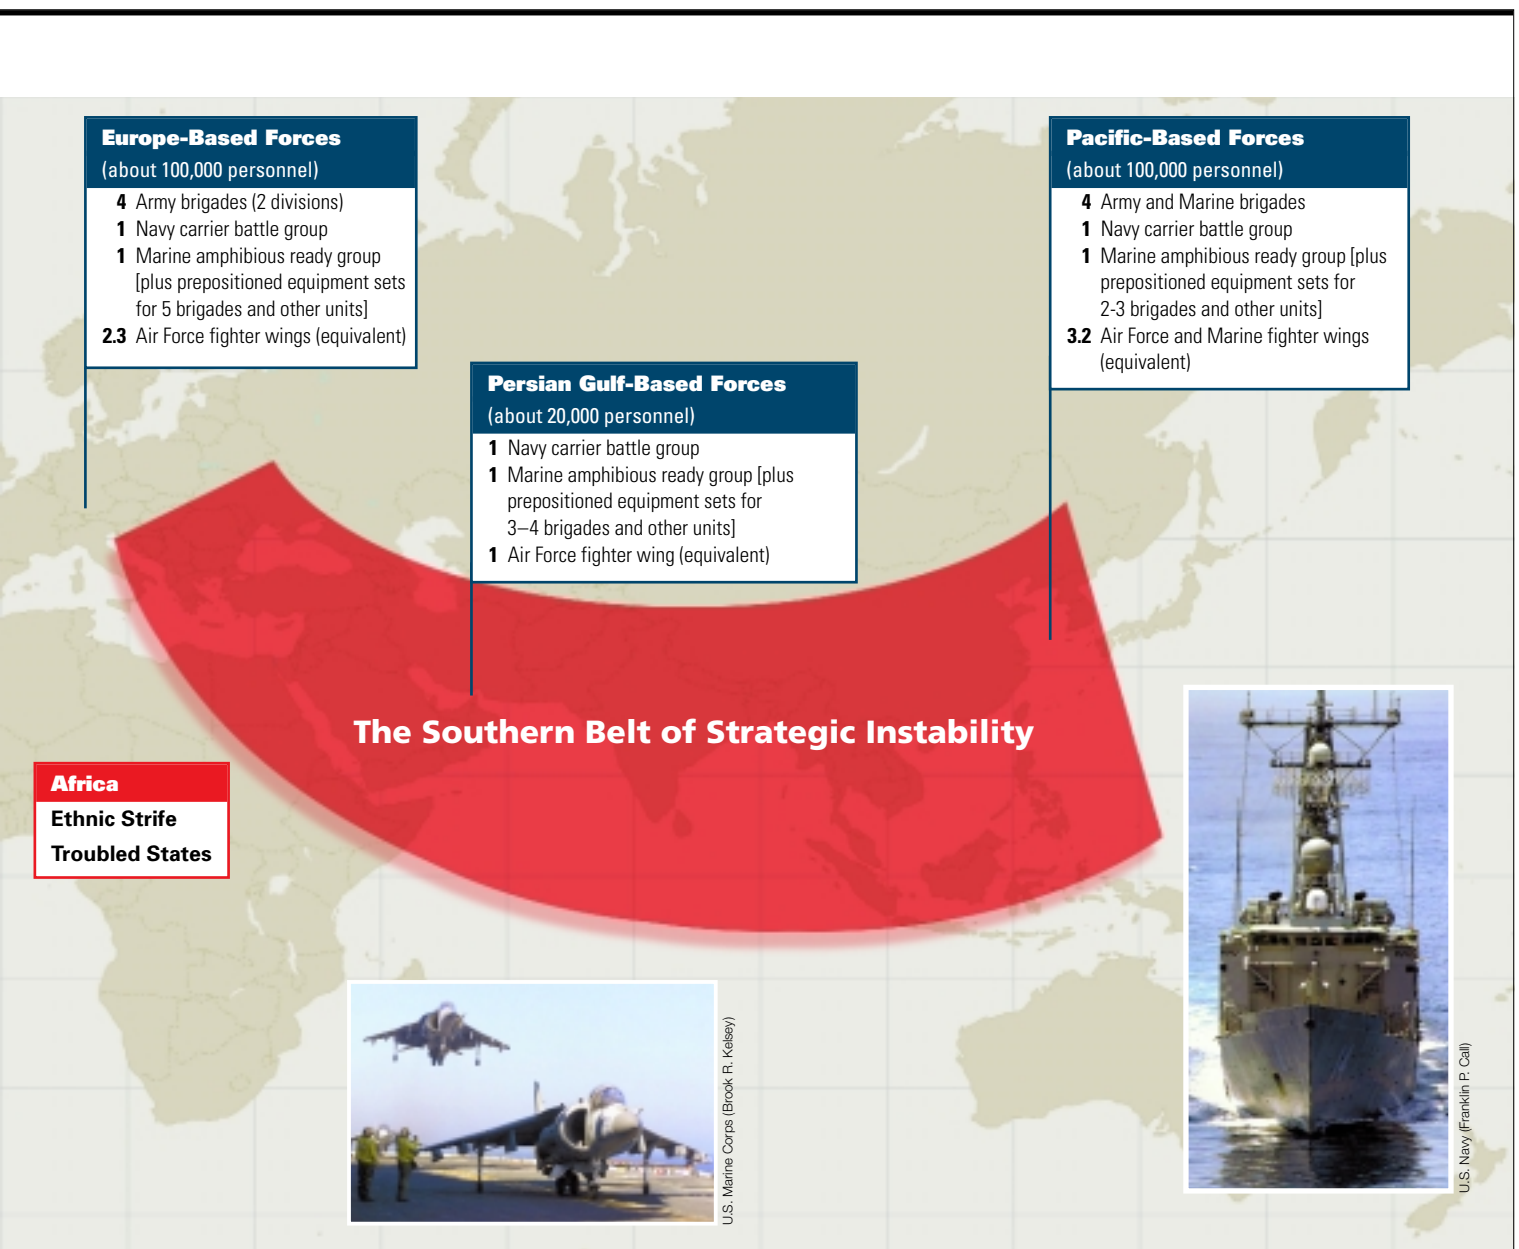 Europe-Based Forces
(about 100,000 personnel)
4 Army brigades (2 divisions)
1 Navy carrier battle group
1 Marine amphibious ready group
[plus prepositioned equipment sets
for 5 brigades and other units]
2.3 Air Force fighter wings (equivalent)
Persian Gulf-Based Forces
(about 20,000 personnel)
1 Navy carrier battle group
1 Marine amphibious ready group [plus
prepositioned equipment sets for
3–4 brigades and other units]
1 Air Force fighter wing (equivalent)
Pacific-Based Forces
(about 100,000 personnel)
4 Army and Marine brigades
1 Navy carrier battle group
1 Marine amphibious ready group [plus
prepositioned equipment sets for
2-3 brigades and other units]
3.2 Air Force and Marine fighter wings
(equivalent)
The Southern Belt of Strategic Instability
Africa
Ethnic Strife
Troubled States
U.S. Marine Corps (Brook R. Kelsey)
U.S. Navy (Franklin P. Call)